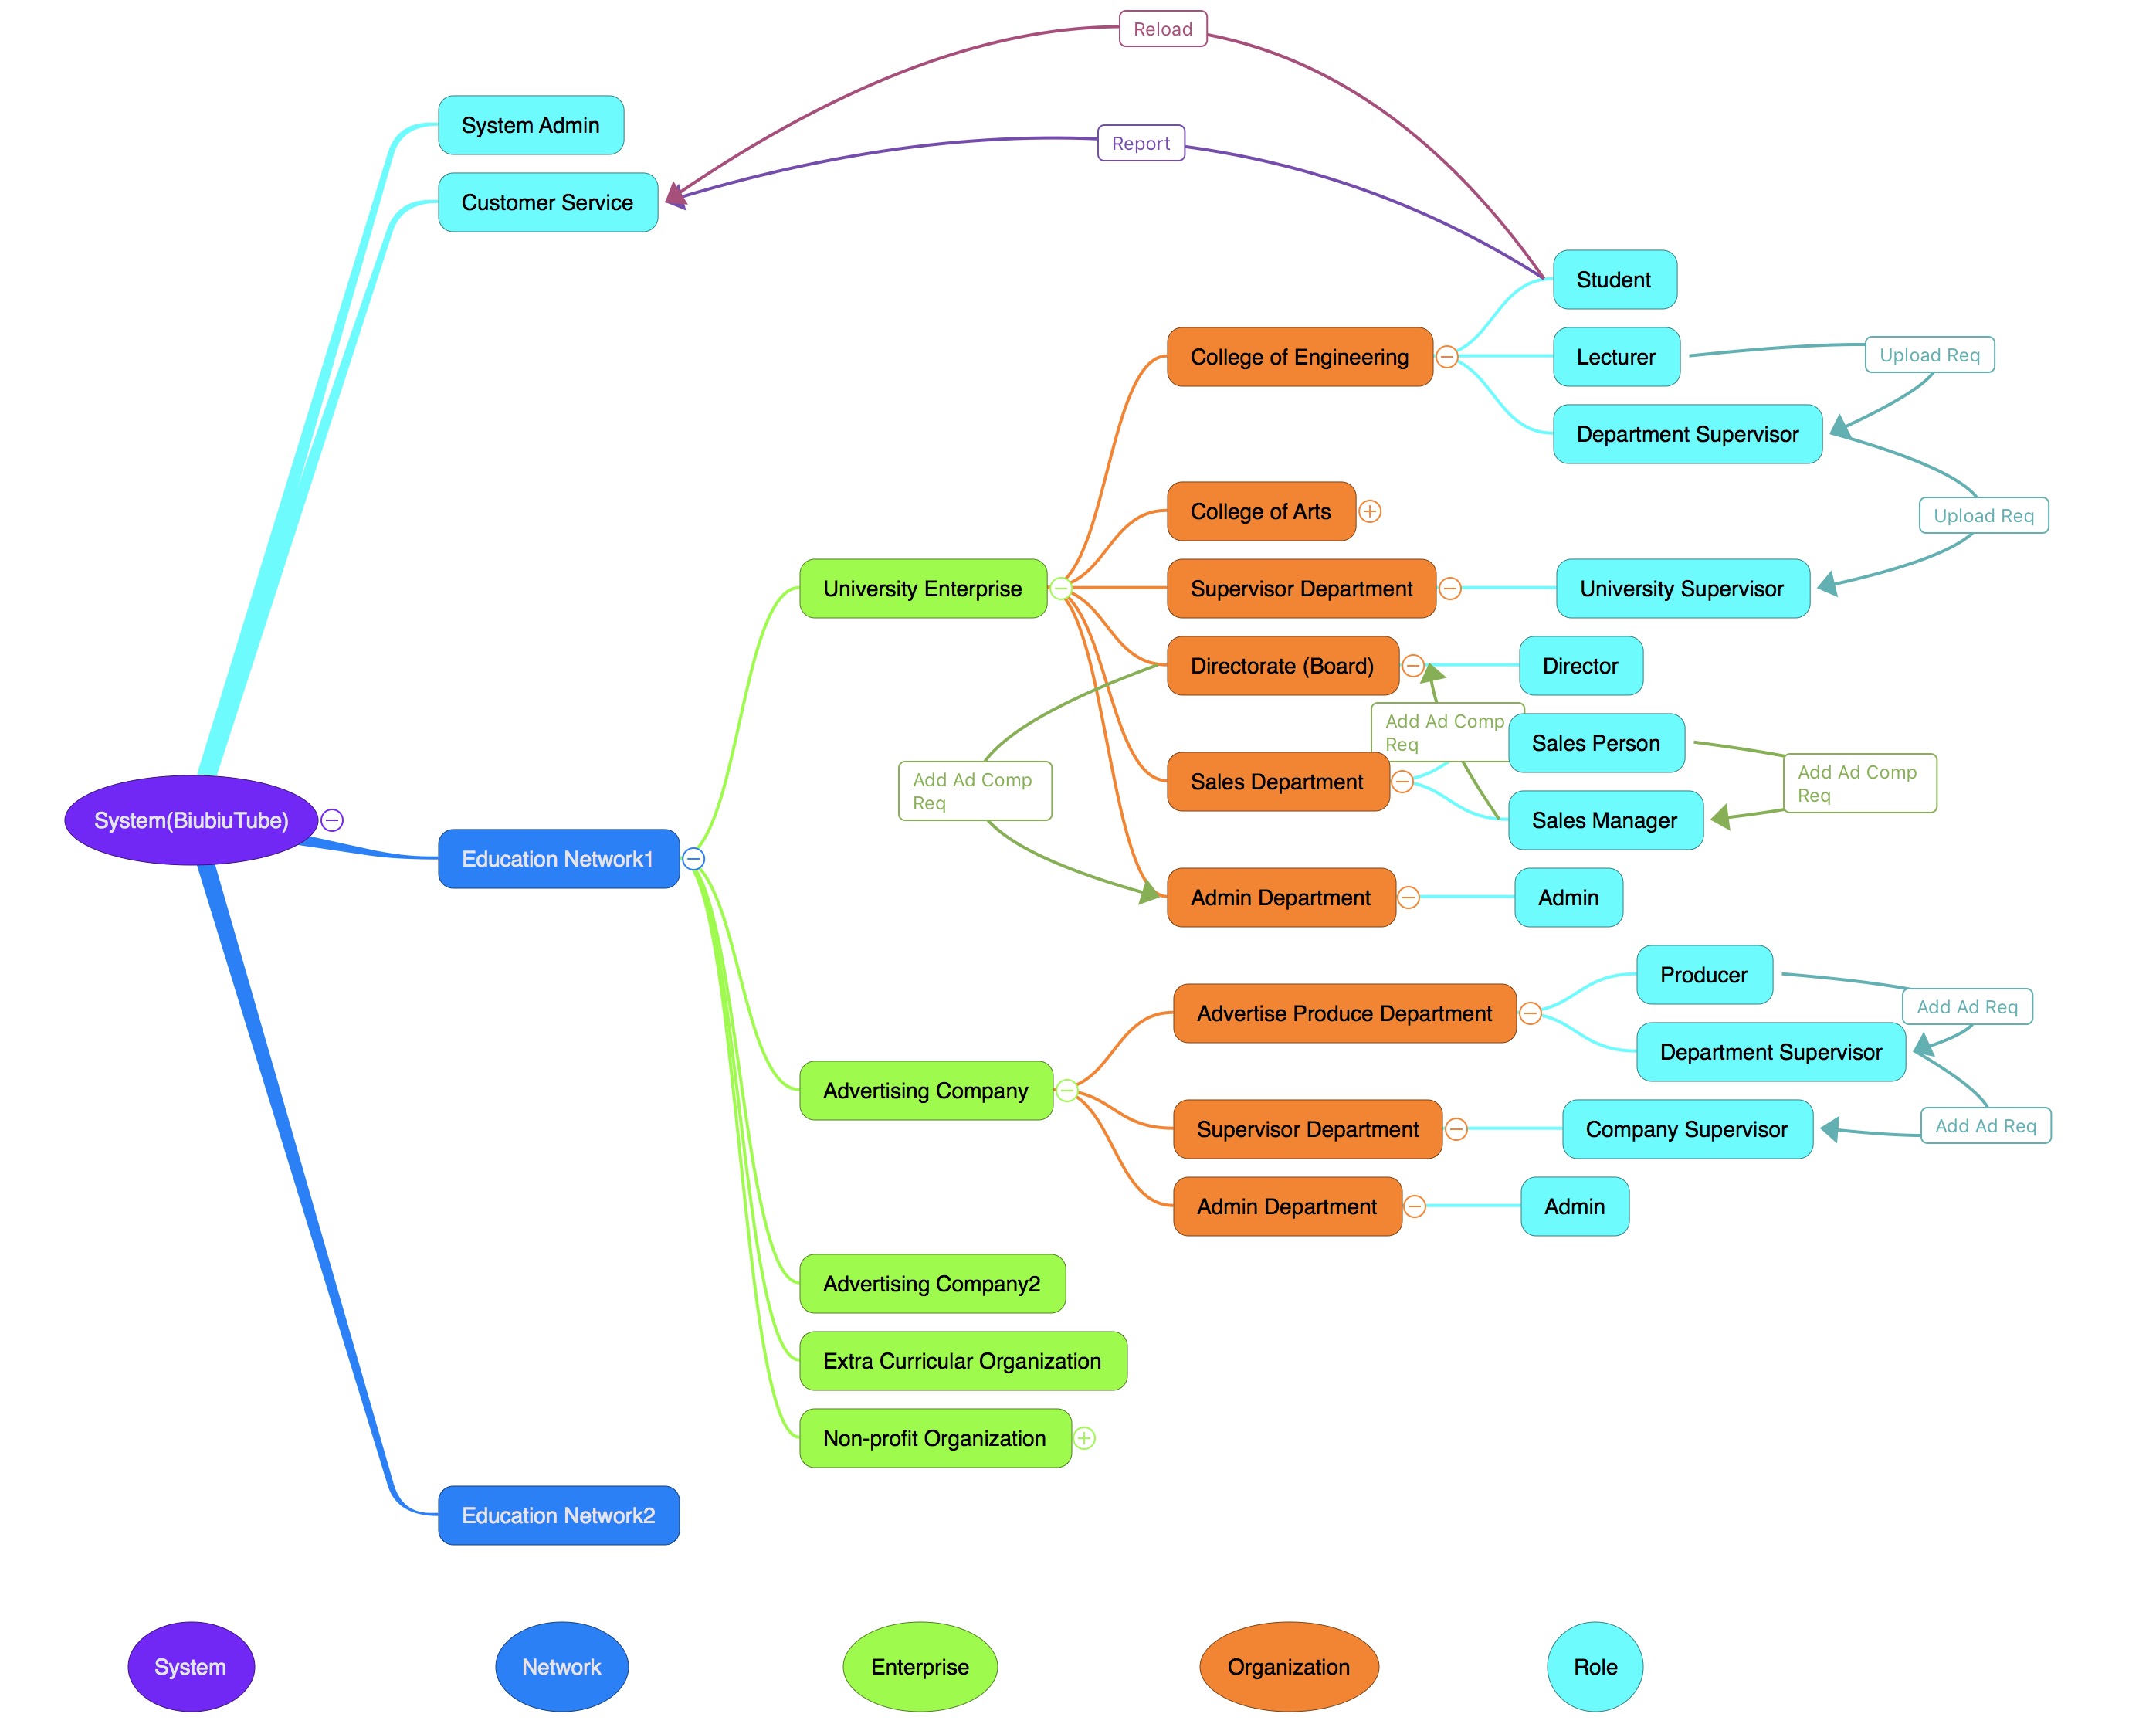 Reload
System Admin
Report
Customer Service
Student
College of Engineering
Lecturer
Upload Req
Department Supervisor
College of Arts
Upload Req
University Enterprise
Supervisor Department
University Supervisor
Directorate (Board)
Director
Add Ad Comp
Req
Sales Person
Add Ad Comp
Req
Sales Department
Add Ad Comp
Req
Sales Manager
System(BiubiuTube)
Education Network1
Admin Department
Admin
Producer
Advertise Produce Department
Add Ad Req
Department Supervisor
Advertising Company
Supervisor Department
Company Supervisor
Add Ad Req
Admin Department
Admin
Advertising Company2
Extra Curricular Organization
Non-profit Organization
Education Network2
System
Network
Enterprise
Organization
Role